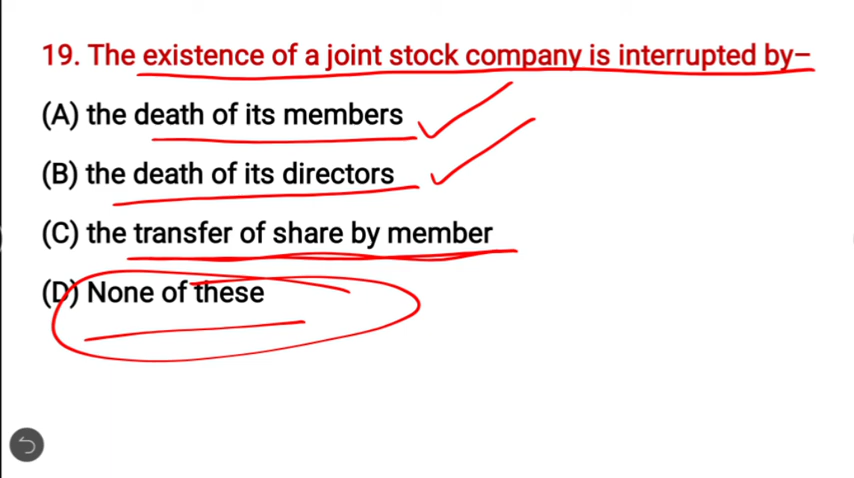 19. The existence of a joint stock company is interrupted by–
(A) the death of its members
(B) the death of its directors
(C) the transfer of share by member
(D) None of these